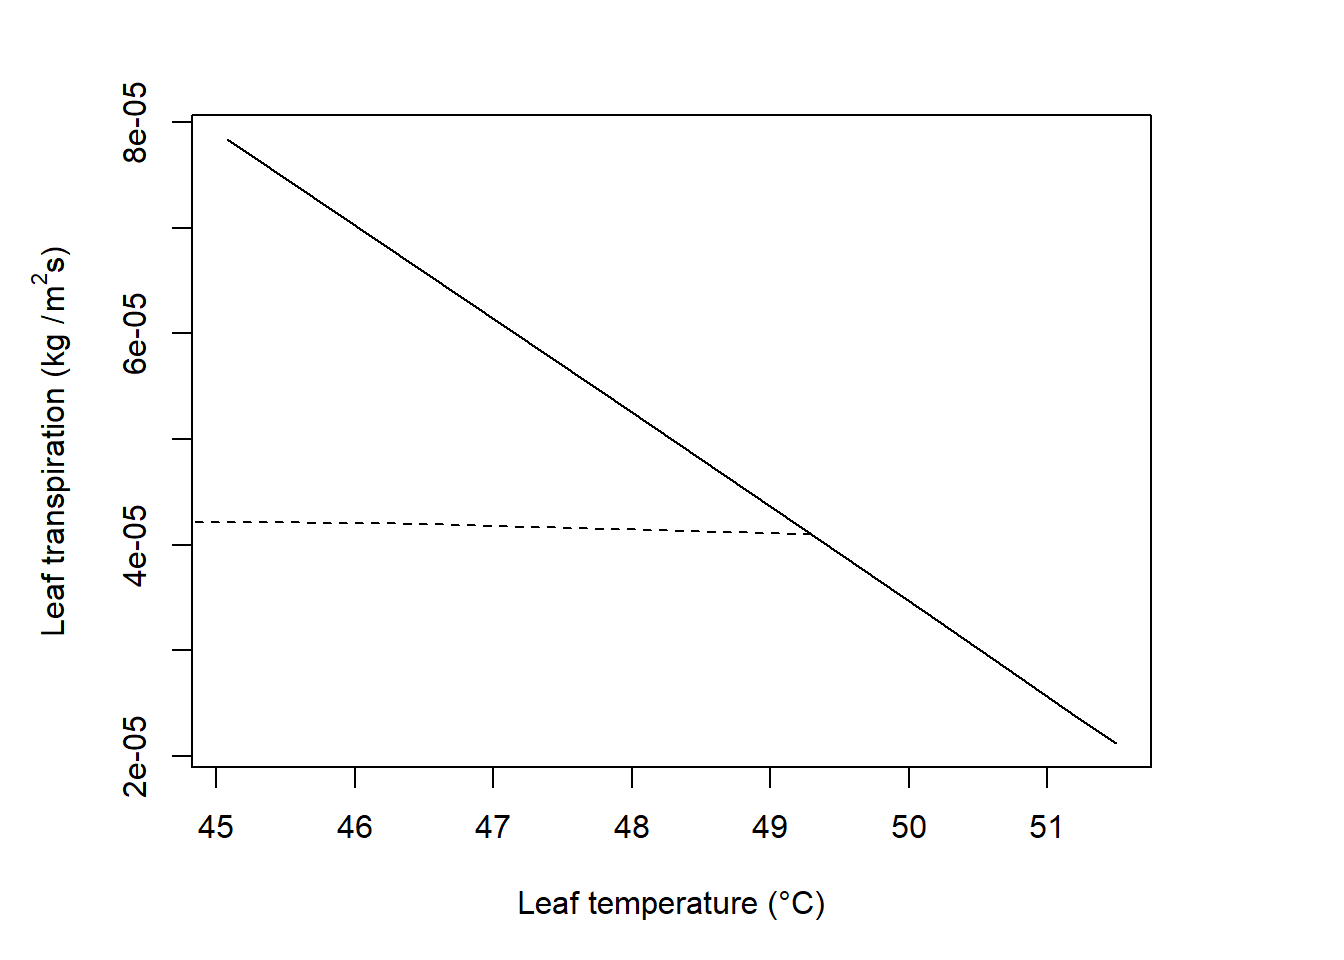 Leaf transpiration (kg /m²s)
8e-05
6e-05
4e-05
2e-05
45 46 47 48 49 50 51
Leaf temperature (°C)